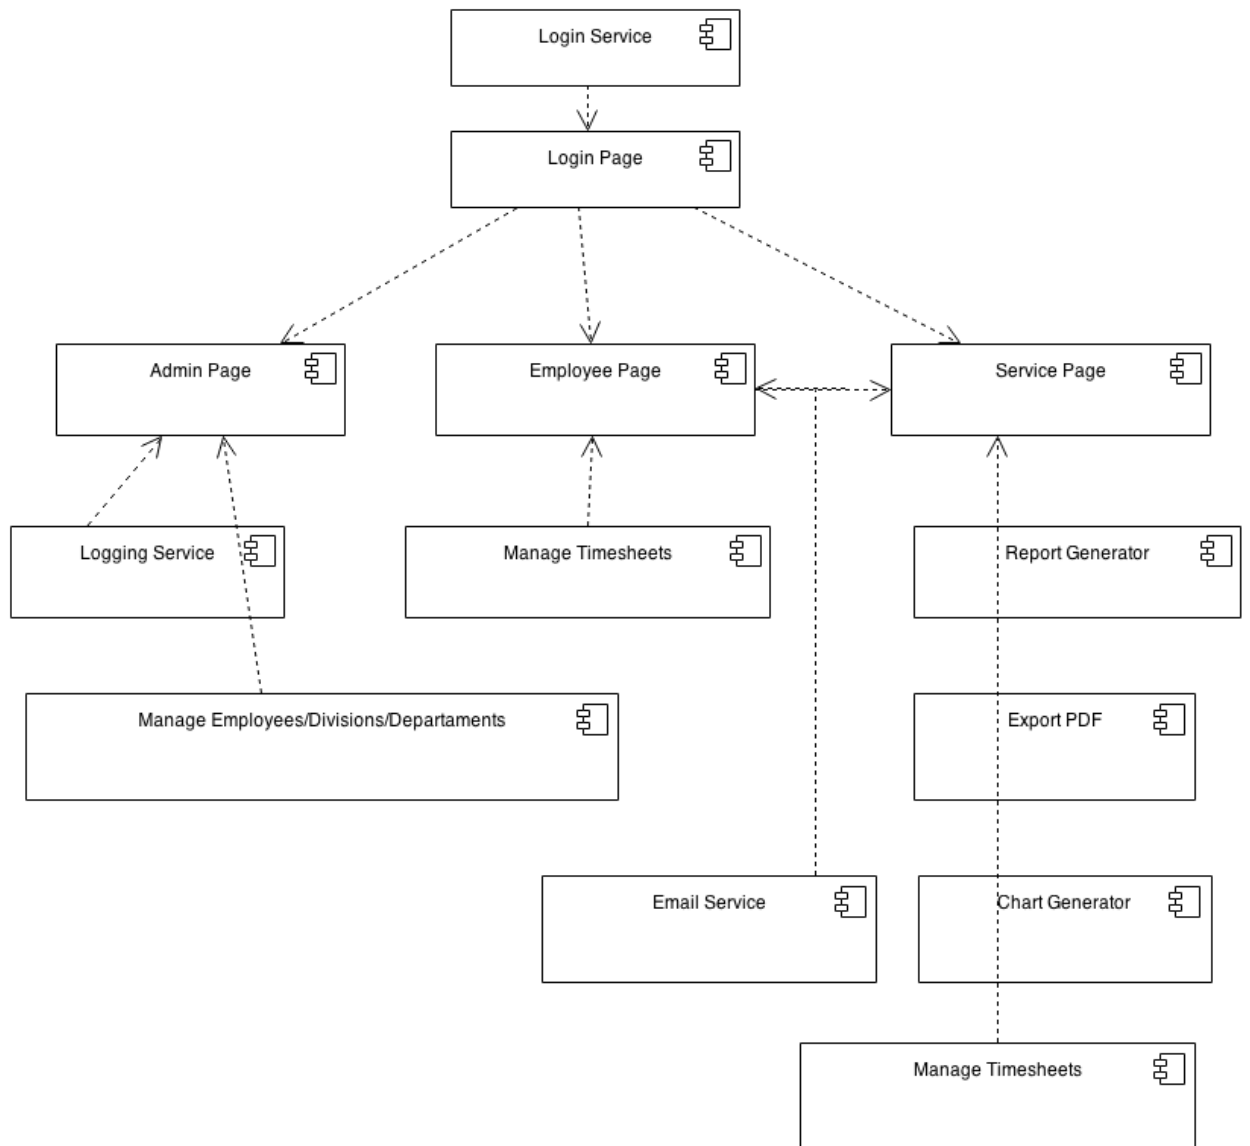 Login Service
Login Page
Admin Page
Employee Page
Service Page
Logging Service
Manage Timesheets
Report Generator
Manage Employees/Divisions/Departaments
Export PDF
Email Service
Chart Generator
Manage Timesheets